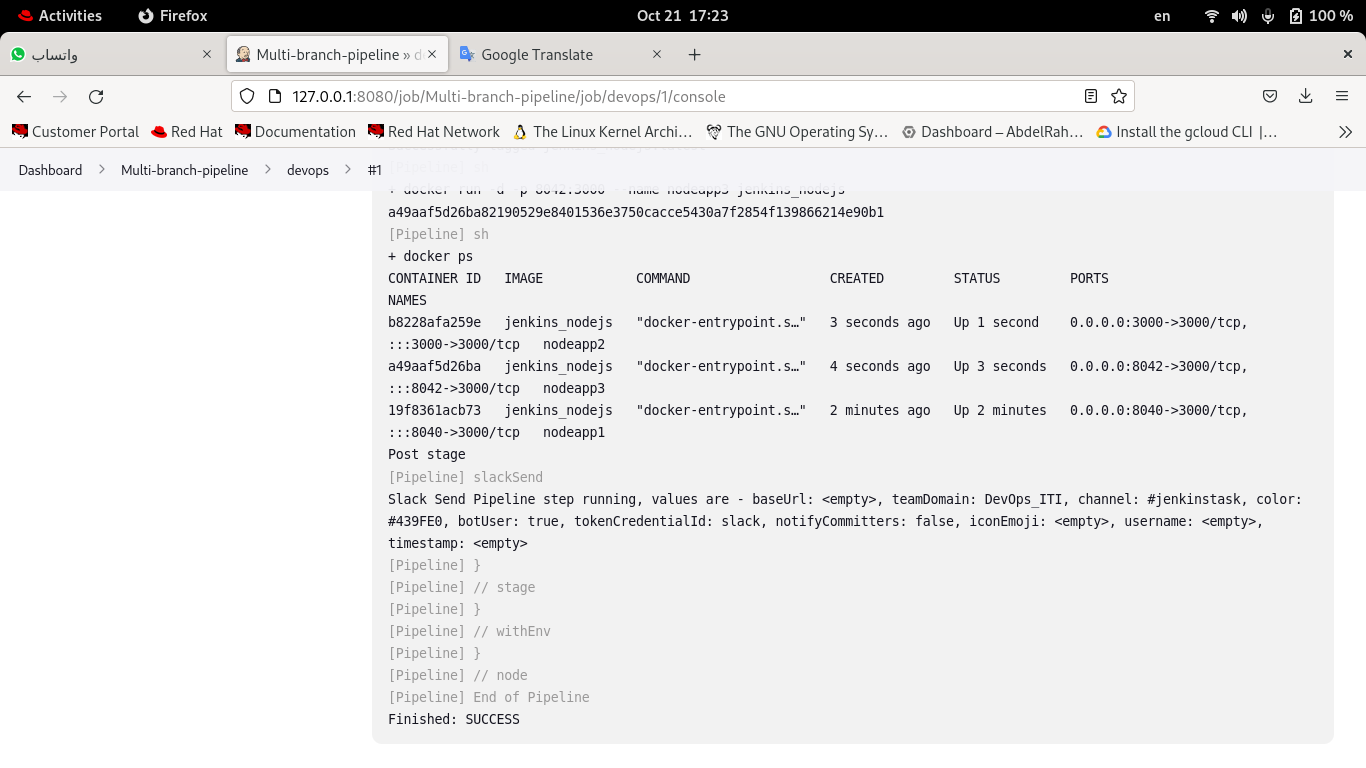 Activities Firefox Oct 21 17:23 en 100 %
واتساب Multi-branch-pipeline » d Google Translate
127.0.0.1:8080/job/Multi-branch-pipeline/job/devops/1/console
Customer Portal Red Hat Documentation Red Hat Network The Linux Kernel Archi… The GNU Operating Sy… Dashboard – AbdelRah… Install the gcloud CLI |…
Dashboard Multi-branch-pipeline devops #1
[Pipeline] sh
+ docker run -d -p 8042:3000 --name nodeapp3 jenkins_nodejs
a49aaf5d26ba82190529e8401536e3750cacce5430a7f2854f139866214e90b1
[Pipeline] sh
+ docker ps
CONTAINER ID IMAGE COMMAND CREATED STATUS PORTS
NAMES
b8228afa259e jenkins_nodejs "docker-entrypoint.s…" 3 seconds ago Up 1 second 0.0.0.0:3000->3000/tcp,
:::3000->3000/tcp nodeapp2
a49aaf5d26ba jenkins_nodejs "docker-entrypoint.s…" 4 seconds ago Up 3 seconds 0.0.0.0:8042->3000/tcp,
:::8042->3000/tcp nodeapp3
19f8361acb73 jenkins_nodejs "docker-entrypoint.s…" 2 minutes ago Up 2 minutes 0.0.0.0:8040->3000/tcp,
:::8040->3000/tcp nodeapp1
Post stage
[Pipeline] slackSend
Slack Send Pipeline step running, values are - baseUrl: <empty>, teamDomain: DevOps_ITI, channel: #jenkinstask, color:
#439FE0, botUser: true, tokenCredentialId: slack, notifyCommitters: false, iconEmoji: <empty>, username: <empty>,
timestamp: <empty>
[Pipeline] }
[Pipeline] // stage
[Pipeline] }
[Pipeline] // withEnv
[Pipeline] }
[Pipeline] // node
[Pipeline] End of Pipeline
Finished: SUCCESS